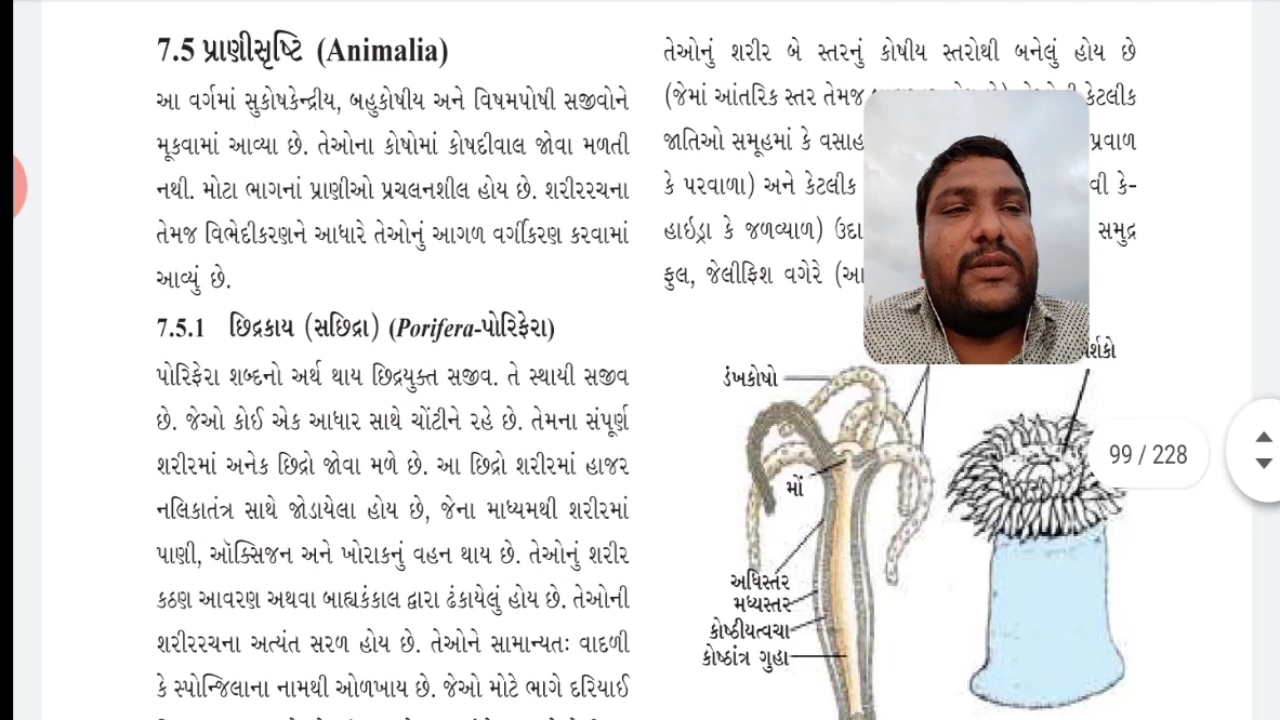 7.5 પ્રાણીસૃષ્ટિ (Animalia)
આ વર્ગમાં સુકોષકેન્દ્રીય, બહુકોષીય અને વિષમપોષી સજીવોને
મૂકવામાં આવ્યા છે. તેઓના કોષોમાં કોષદીવાલ જોવા મળતી
નથી. મોટા ભાગનાં પ્રાણીઓ પ્રચલનશીલ હોય છે. શરીરરચના
તેમજ વિભેદીકરણને આધારે તેઓનું આગળ વર્ગીકરણ કરવામાં
આવ્યું છે.
7.5.1 છિદ્રકાય (સછિદ્રા) (Porifera-પોરિફેરા)
પોરિફેરા શબ્દનો અર્થ થાય છિદ્રયુક્ત સજીવ. તે સ્થાયી સજીવ
છે. જેઓ કોઈ એક આધાર સાથે ચોંટીને રહે છે. તેમના સંપૂર્ણ
શરીરમાં અનેક છિદ્રો જોવા મળે છે. આ છિદ્રો શરીરમાં હાજર
નલિકાતંત્ર સાથે જોડાયેલા હોય છે, જેના માધ્યમથી શરીરમાં
પાણી, ઑક્સિજન અને ખોરાકનું વહન થાય છે. તેઓનું શરીર
કઠણ આવરણ અથવા બાહ્યકંકાલ દ્વારા ઢંકાયેલું હોય છે. તેઓની
શરીરરચના અત્યંત સરળ હોય છે. તેઓને સામાન્યતઃ વાદળી
કે સ્પોન્જિલાના નામથી ઓળખાય છે. જેઓ મોટે ભાગે દરિયાઈ
તેઓનું શરીર બે સ્તરનું કોષીય સ્તરોથી બનેલું હોય છે
(જેમાં આંતરિક સ્તર તેમજ કેટલીક
જાતિઓ સમૂહમાં કે પ્રવાળ
કે પરવાળા) અને કેટલીક કે-
હાઇડ્રા કે જળવ્યાળ) સમુદ્ર
ફુલ, જેલીફિશ વગેરે
ડંખકોષો
મોં
અધિસ્તર
મધ્યસ્તર
કોષ્ઠીયત્વચા
કોષ્ઠાંત્ર ગુહા
99 / 228